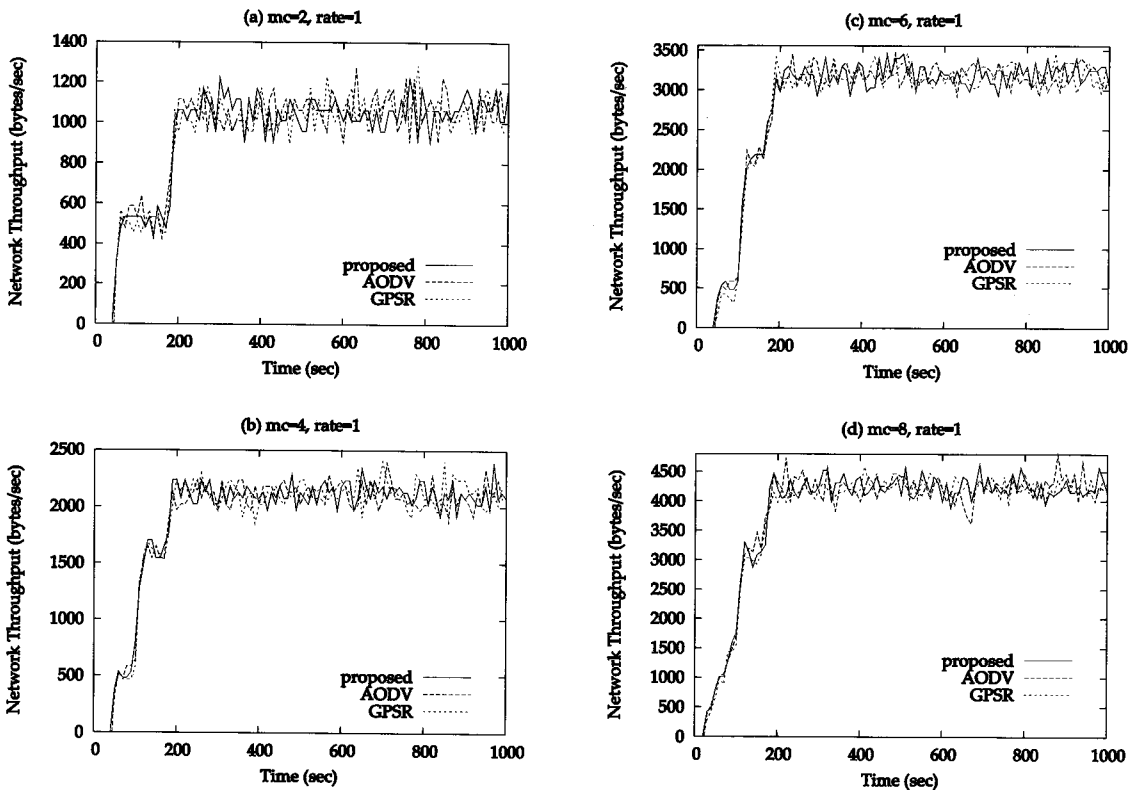 (a) mc=2, rate=1
1400
1200
1000
800
600
400
200
0
Network Throughput (bytes/sec)
proposed
AODV
GPSR
0 200 400 600 800 1000
Time (sec)
(c) mc=6, rate=1
3500
3000
2500
2000
1500
1000
500
0
Network Throughput (bytes/sec)
proposed
AODV
GPSR
0 200 400 600 800 1000
Time (sec)
(b) mc=4, rate=1
2500
2000
1500
1000
500
0
Network Throughput (bytes/sec)
proposed
AODV
GPSR
0 200 400 600 800 1000
Time (sec)
(d) mc=8, rate=1
4500
4000
3500
3000
2500
2000
1500
1000
500
0
Network Throughput (bytes/sec)
proposed
AODV
GPSR
0 200 400 600 800 1000
Time (sec)